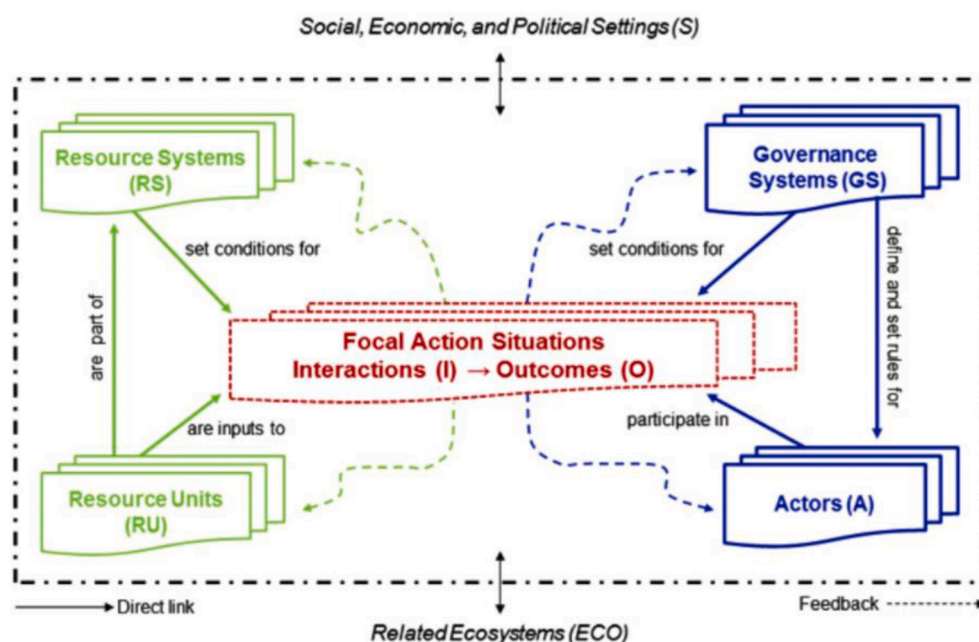 Social, Economic, and Political Settings (S)
Resource Systems
(RS)
Governance
Systems (GS)
set conditions for
set conditions for
are part of
define and set rules for
Focal Action Situations
Interactions (I) → Outcomes (O)
are inputs to
participate in
Resource Units
(RU)
Actors (A)
Direct link
Feedback
Related Ecosystems (ECO)